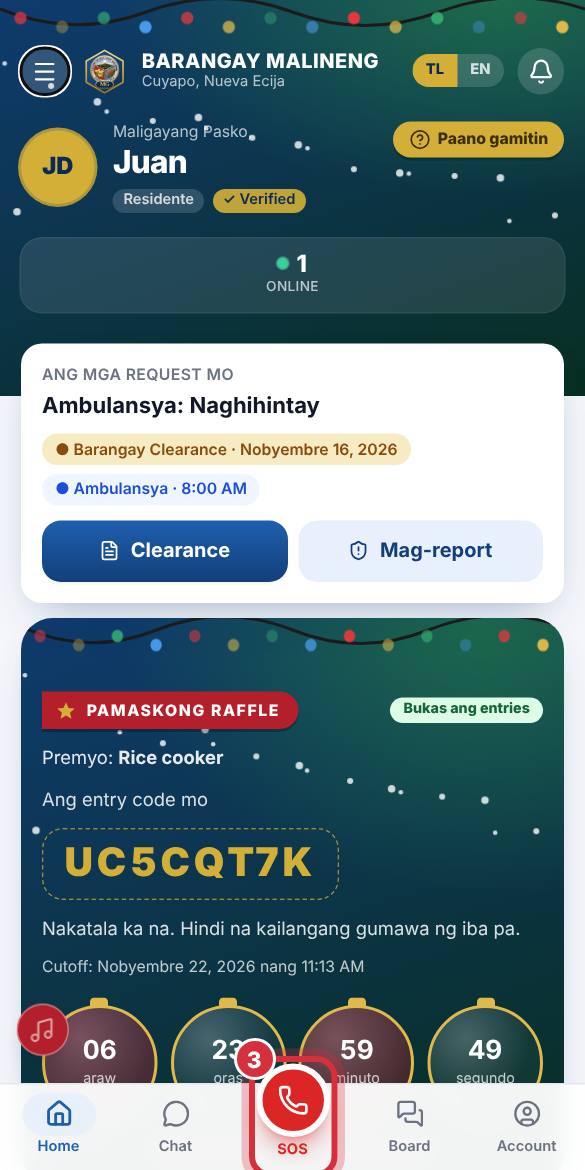 BARANGAY MALINENG
Cuyapo, Nueva Ecija
TL EN
Maligayang Pasko,
Juan
Paano gamitin
JD
Residente
✓ Verified
1
ONLINE
ANG MGA REQUEST MO
Ambulansya: Naghihintay
Barangay Clearance · Nobyembre 16, 2026
Ambulansya · 8:00 AM
Clearance
Mag-report
PAMASKONG RAFFLE
Bukas ang entries
Premyo: Rice cooker
Ang entry code mo
UC5CQT7K
Nakatala ka na. Hindi na kailangang gumawa ng iba pa.
Cutoff: Nobyembre 22, 2026 nang 11:13 AM
06 23 59 49
araw oras minuto segundo
3
Home Chat SOS Board Account